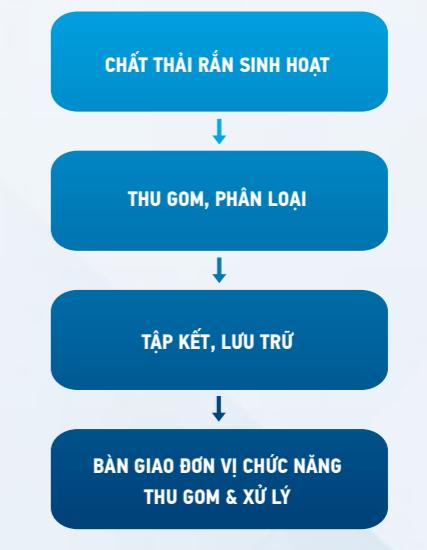 CHẤT THẢI RẮN SINH HOẠT
THU GOM, PHÂN LOẠI
TẬP KẾT, LƯU TRỮ
BÀN GIAO ĐƠN VỊ CHỨC NĂNG
THU GOM & XỬ LÝ